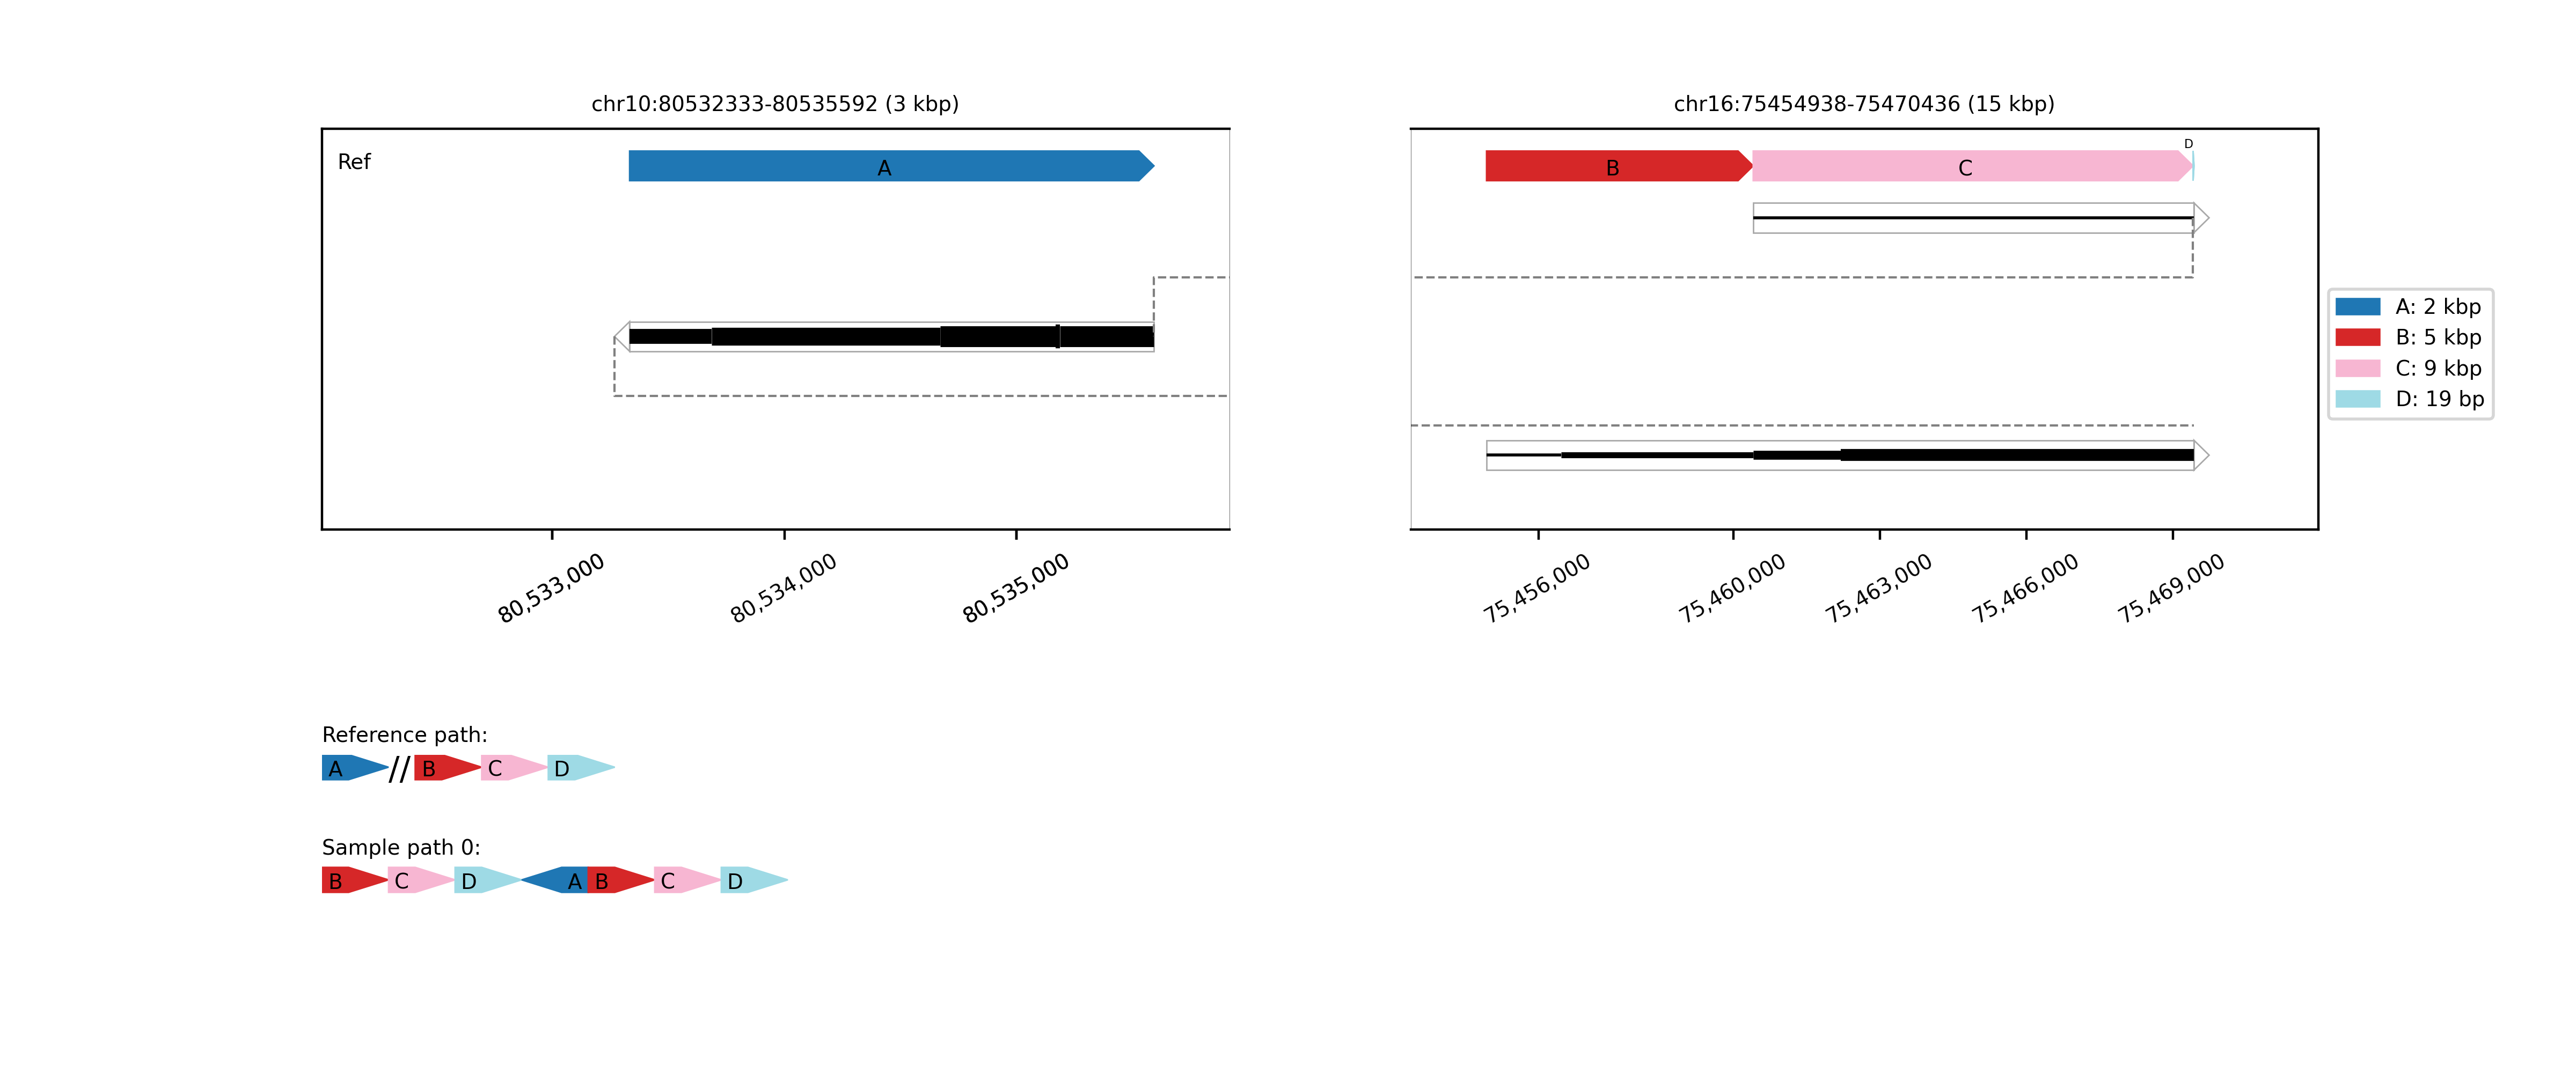 chr10:80532333-80535592 (3 kbp)
chr16:75454938-75470436 (15 kbp)
Ref
A
B
C
D
A: 2 kbp
B: 5 kbp
C: 9 kbp
D: 19 bp
80,533,000
80,534,000
80,535,000
75,456,000
75,460,000
75,463,000
75,466,000
75,469,000
Reference path:
A // B C D
Sample path 0:
B C D A B C D